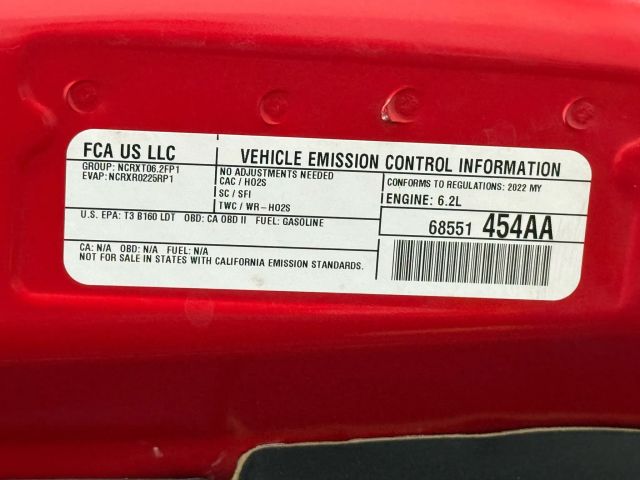 FCA US LLC
GROUP: NCRXT06.2FP1
EVAP: NCRXR0225RP1
VEHICLE EMISSION CONTROL INFORMATION
NO ADJUSTMENTS NEEDED
CAC / HO2S
SC / SFI
TWC / WR-HO2S
CONFORMS TO REGULATIONS: 2022 MY
ENGINE: 6.2L
U.S. EPA: T3 B160 LDT OBD: CA OBD II FUEL: GASOLINE
68551 454AA
CA: N/A OBD: N/A FUEL: N/A
NOT FOR SALE IN STATES WITH CALIFORNIA EMISSION STANDARDS.